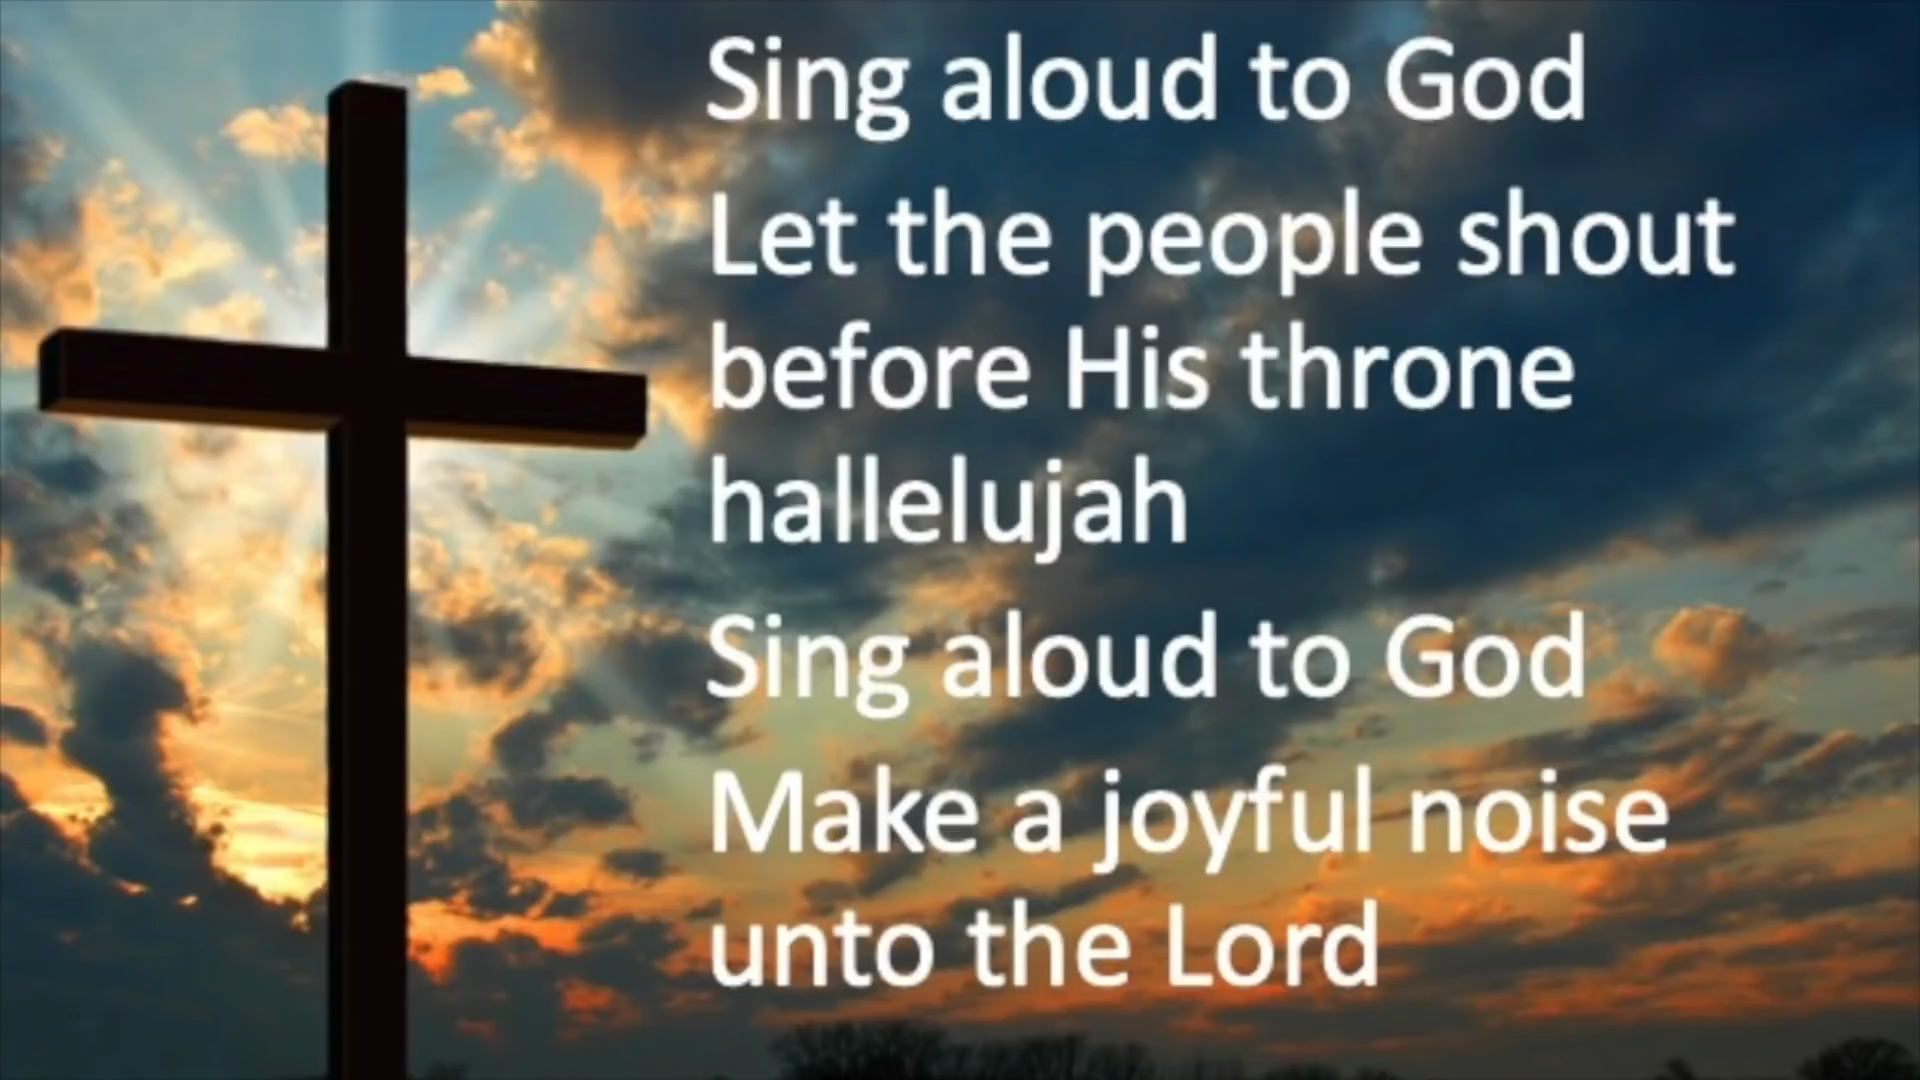 Sing aloud to God
Let the people shout
before His throne
hallelujah
Sing aloud to God
Make a joyful noise
unto the Lord